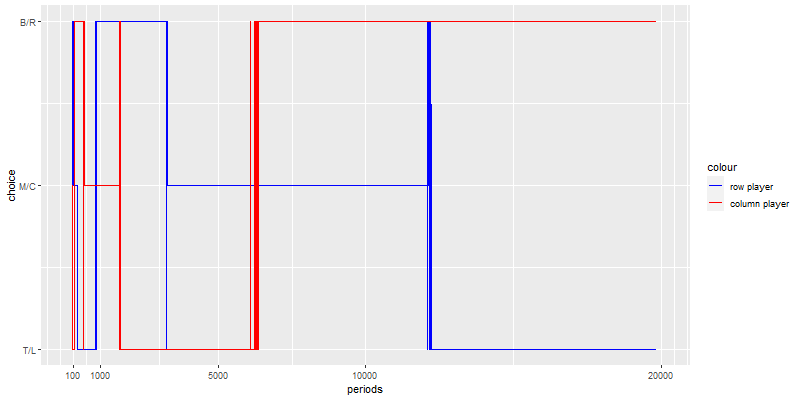 B/R
M/C
T/L
choice
100 1000 5000 10000 20000
periods
colour
row player
column player